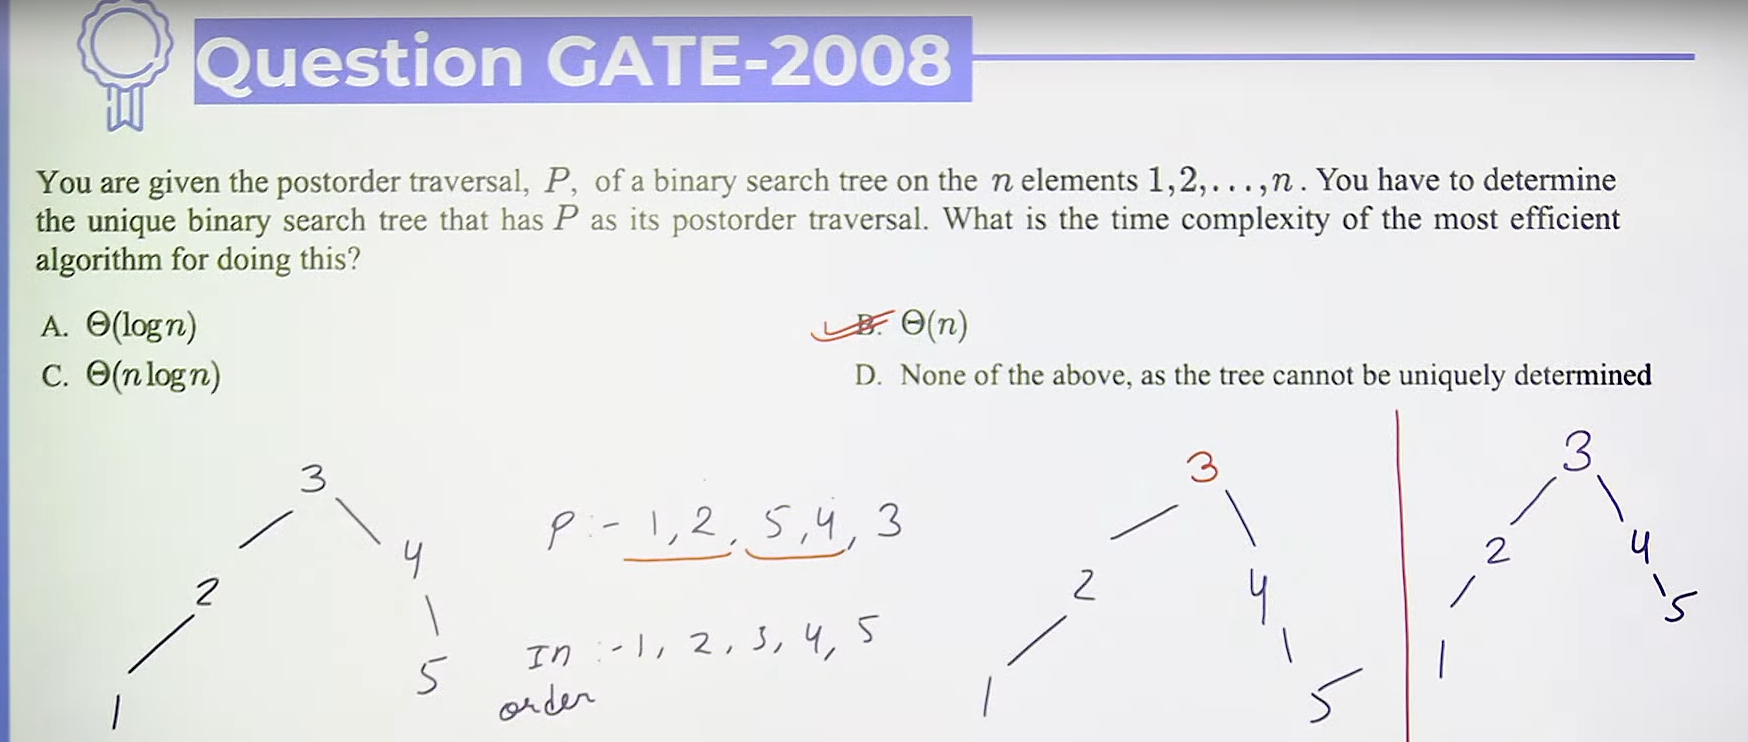 Question GATE-2008
You are given the postorder traversal, P, of a binary search tree on the n elements 1,2,...,n. You have to determine
the unique binary search tree that has P as its postorder traversal. What is the time complexity of the most efficient
algorithm for doing this?
A. Θ(log n)
B. Θ(n)
C. Θ(n log n)
D. None of the above, as the tree cannot be uniquely determined
3
2 4
1 5
P :- 1, 2, 5, 4, 3
In :- 1, 2, 3, 4, 5
order
3
2 4
1 5
3
2 4
1 5